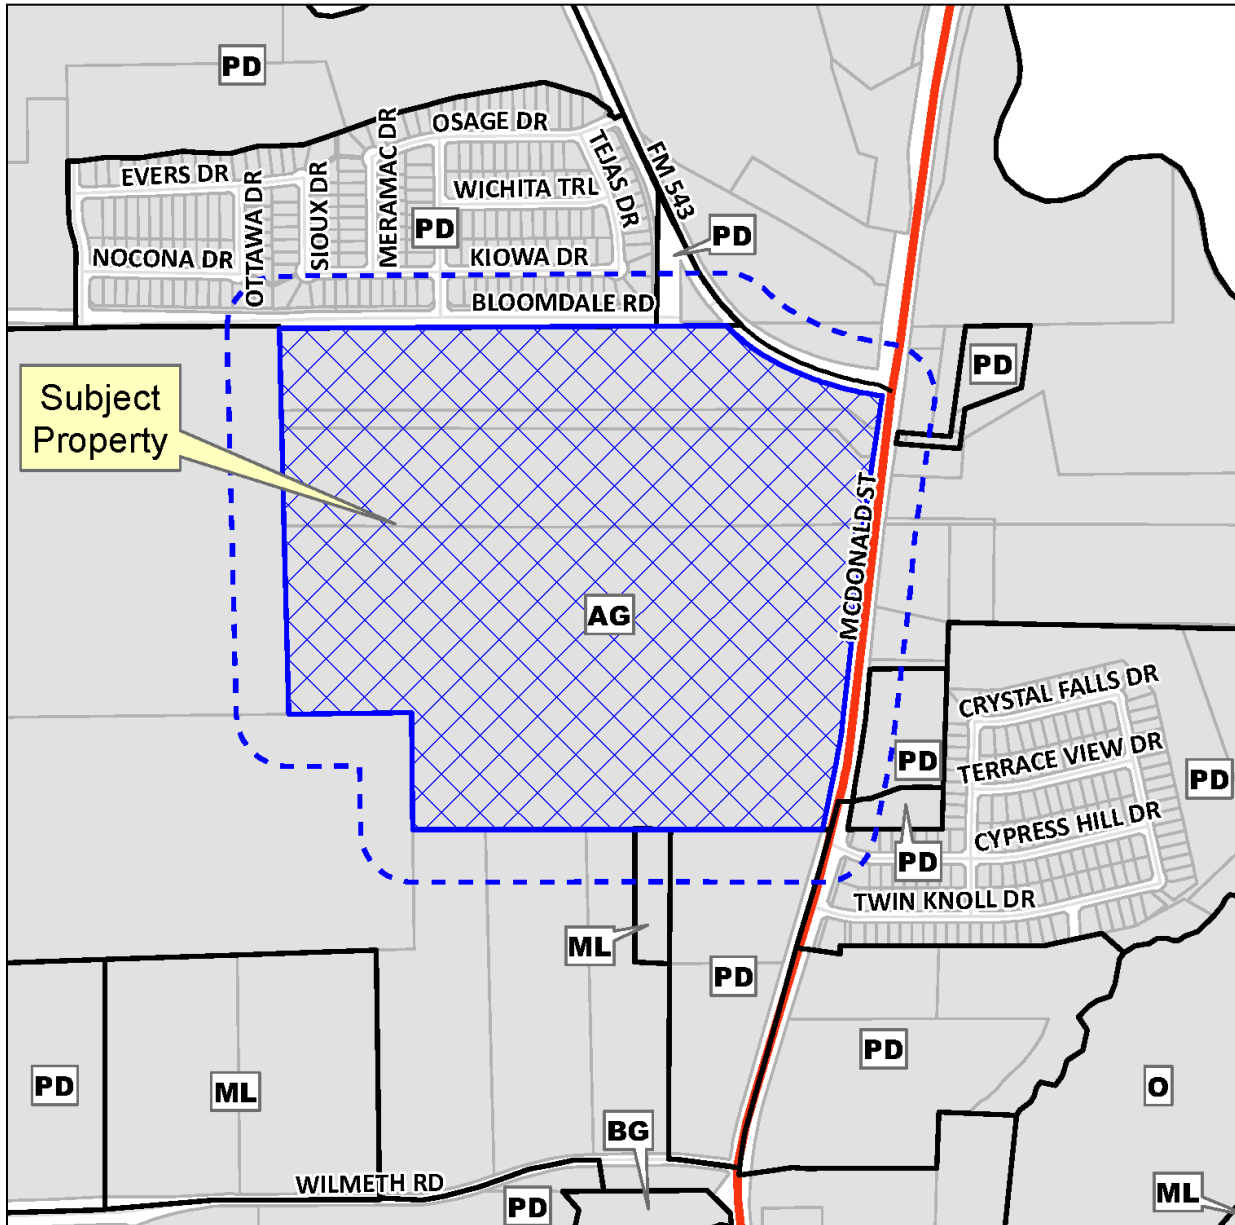 PD
OSAGE DR
MERAMAC DR
TEJAS DR
FM 543
EVERS DR
OTTAWA DR
SIOUX DR
WICHITA TRL
PD
PD
NOCONA DR
KIOWA DR
BLOOMDALE RD
PD
Subject
Property
MCDONALD ST
AG
CRYSTAL FALLS DR
TERRACE VIEW DR
PD
PD
CYPRESS HILL DR
PD
TWIN KNOLL DR
ML
PD
PD
PD
ML
O
BG
WILMETH RD
PD
ML